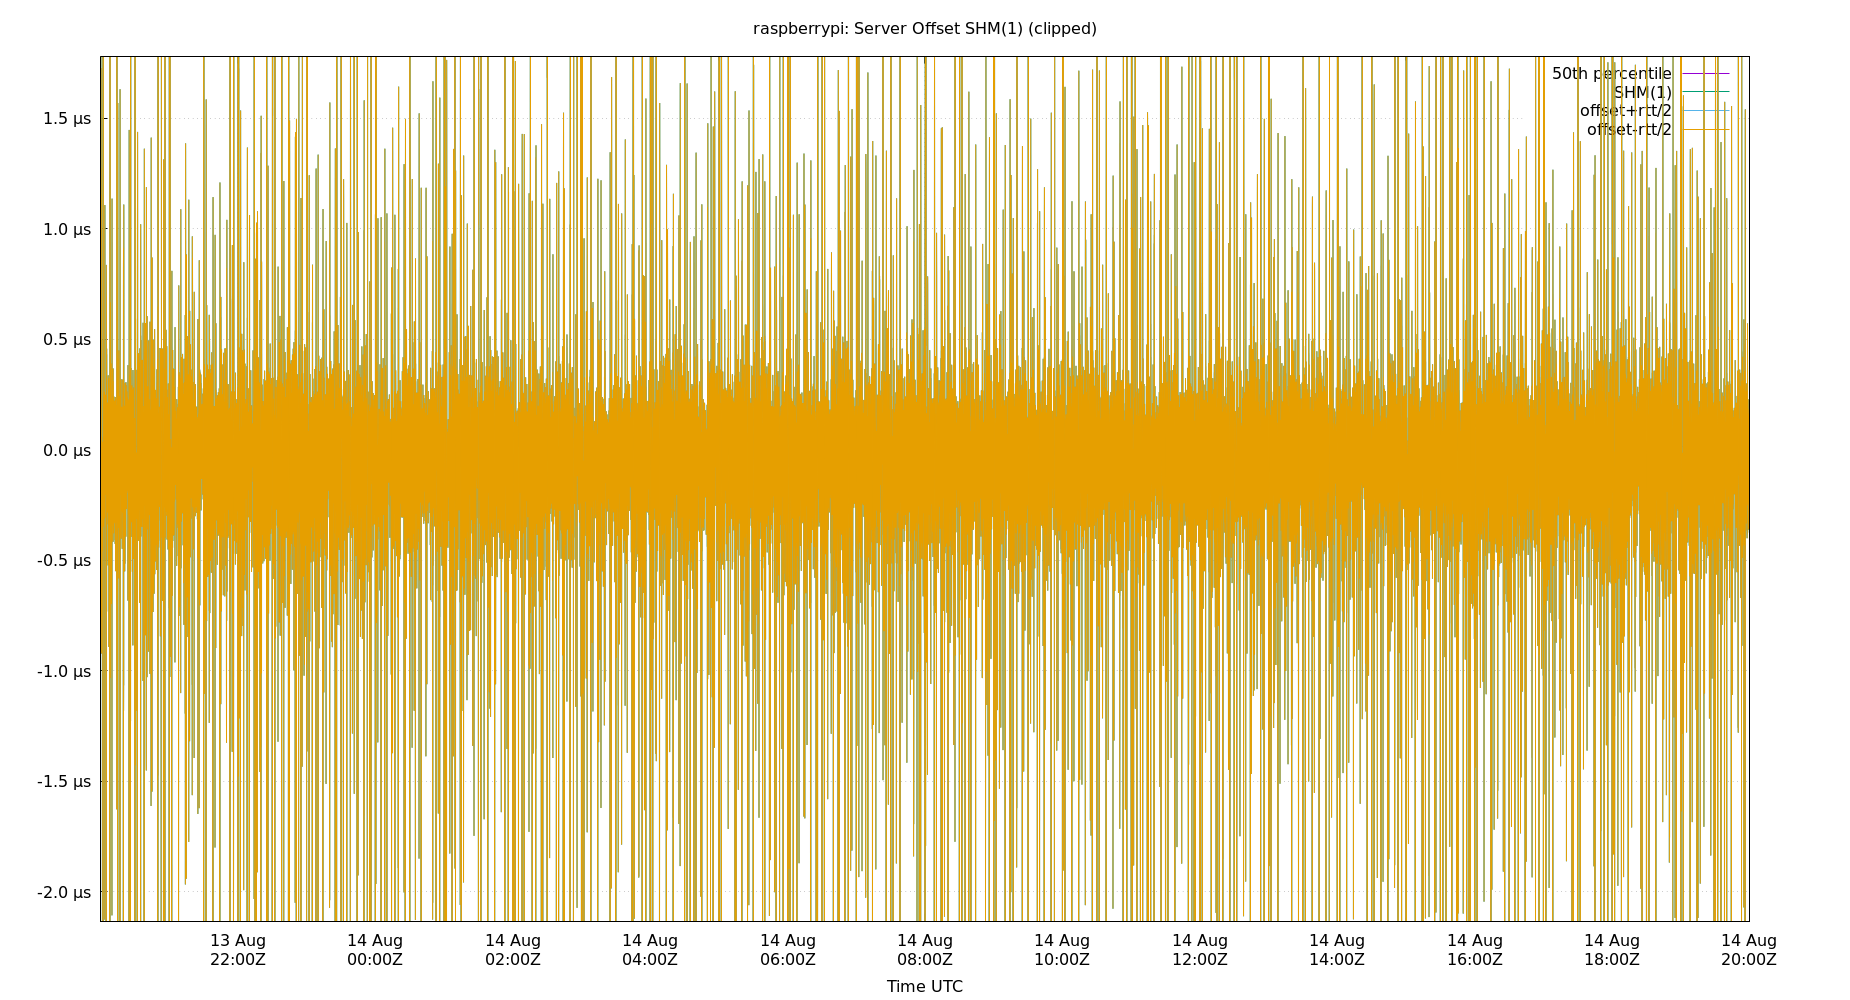 raspberrypi: Server Offset SHM(1) (clipped)
50th percentile
SHM(1)
offset+rtt/2
offset-rtt/2
1.5 µs
1.0 µs
0.5 µs
0.0 µs
-0.5 µs
-1.0 µs
-1.5 µs
-2.0 µs
13 Aug 14 Aug 14 Aug 14 Aug 14 Aug 14 Aug 14 Aug 14 Aug 14 Aug 14 Aug 14 Aug 14 Aug
22:00Z 00:00Z 02:00Z 04:00Z 06:00Z 08:00Z 10:00Z 12:00Z 14:00Z 16:00Z 18:00Z 20:00Z
Time UTC